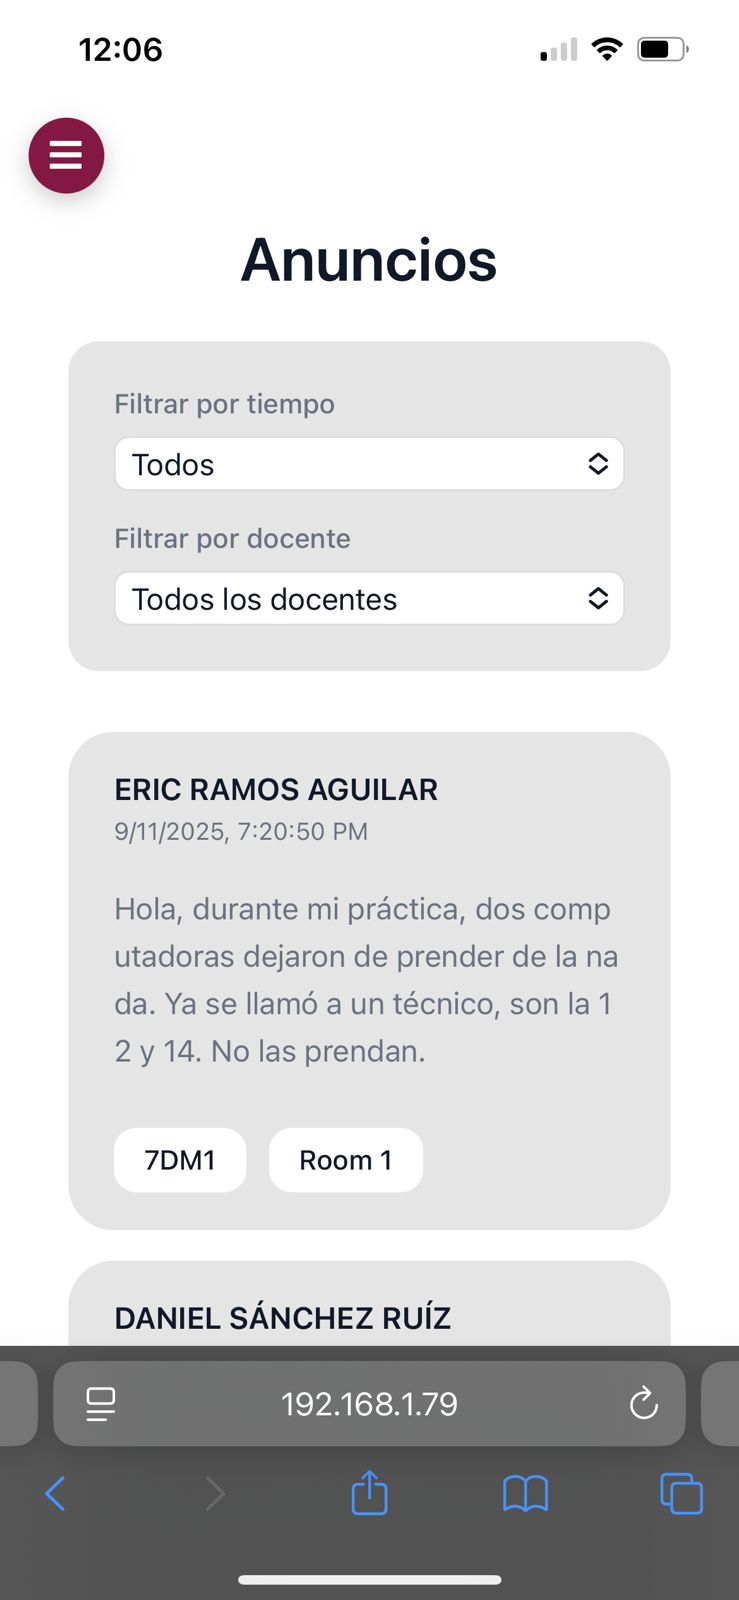 12:06
Anuncios
Filtrar por tiempo
Todos
Filtrar por docente
Todos los docentes
ERIC RAMOS AGUILAR
9/11/2025, 7:20:50 PM
Hola, durante mi práctica, dos comp
utadoras dejaron de prender de la na
da. Ya se llamó a un técnico, son la 1
2 y 14. No las prendan.
7DM1 Room 1
DANIEL SÁNCHEZ RUÍZ
192.168.1.79